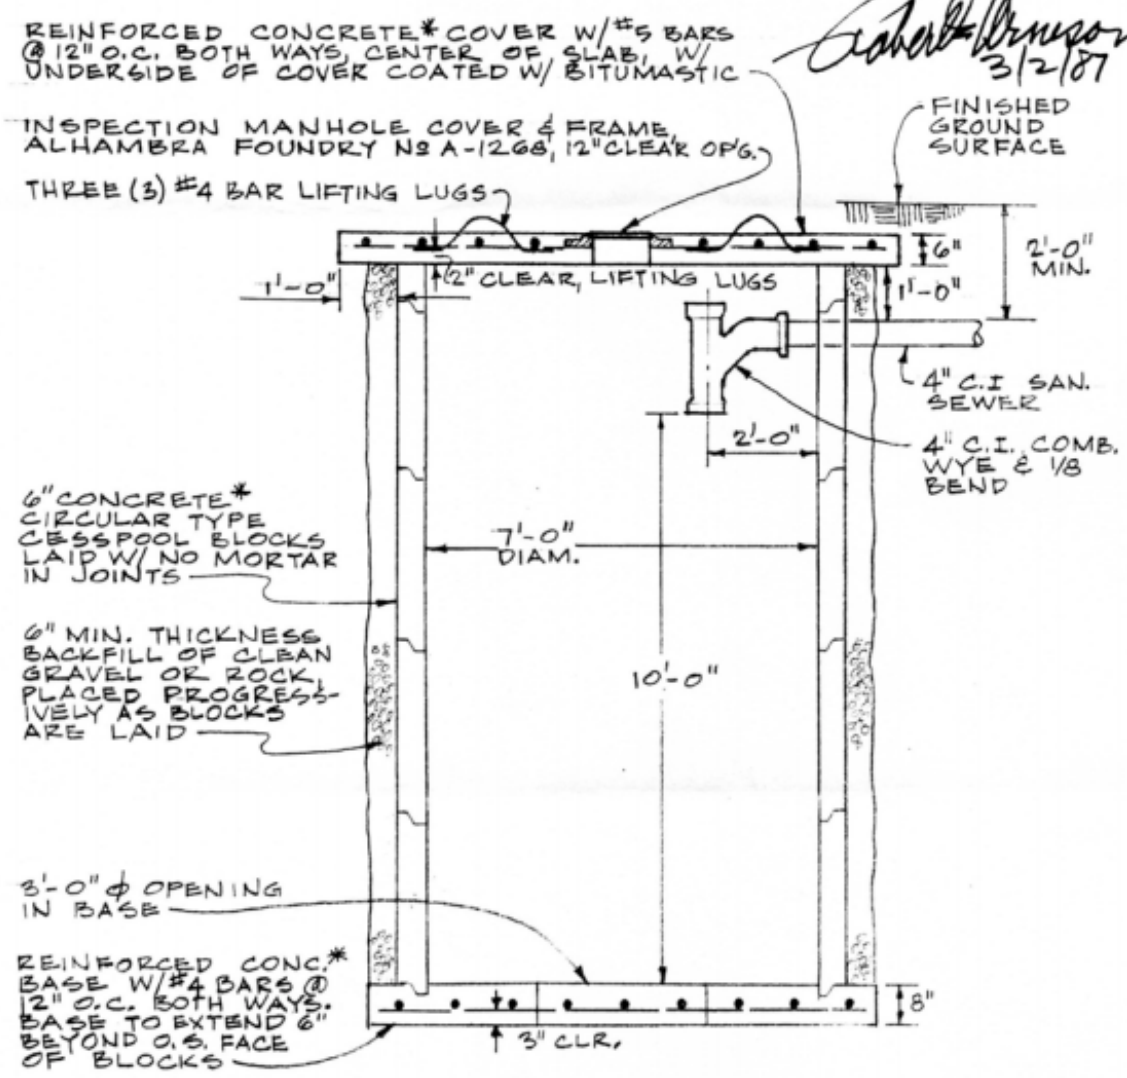 REINFORCED CONCRETE* COVER W/ #5 BARS
@ 12" O.C. BOTH WAYS, CENTER OF SLAB, W/
UNDERSIDE OF COVER COATED W/ BITUMASTIC
3/2/87
INSPECTION MANHOLE COVER & FRAME,
ALHAMBRA FOUNDRY Nº A-1268, 12" CLEAR OP'G.
THREE (3) #4 BAR LIFTING LUGS
FINISHED
GROUND
SURFACE
6"
2'-0"
MIN.
1'-0"
2" CLEAR, LIFTING LUGS
1'-0"
4" C.I SAN.
SEWER
2'-0"
4" C.I. COMB.
WYE & 1/8
BEND
6" CONCRETE*
CIRCULAR TYPE
CESSPOOL BLOCKS
LAID W/ NO MORTAR
IN JOINTS
7'-0"
DIAM.
6" MIN. THICKNESS
BACKFILL OF CLEAN
GRAVEL OR ROCK,
PLACED PROGRESS-
IVELY AS BLOCKS
ARE LAID
10'-0"
3'-0" ϕ OPENING
IN BASE
REINFORCED CONC.*
BASE W/ #4 BARS @
12" O.C. BOTH WAYS.
BASE TO EXTEND 6"
BEYOND O.S. FACE
OF BLOCKS
8"
3" CLR.